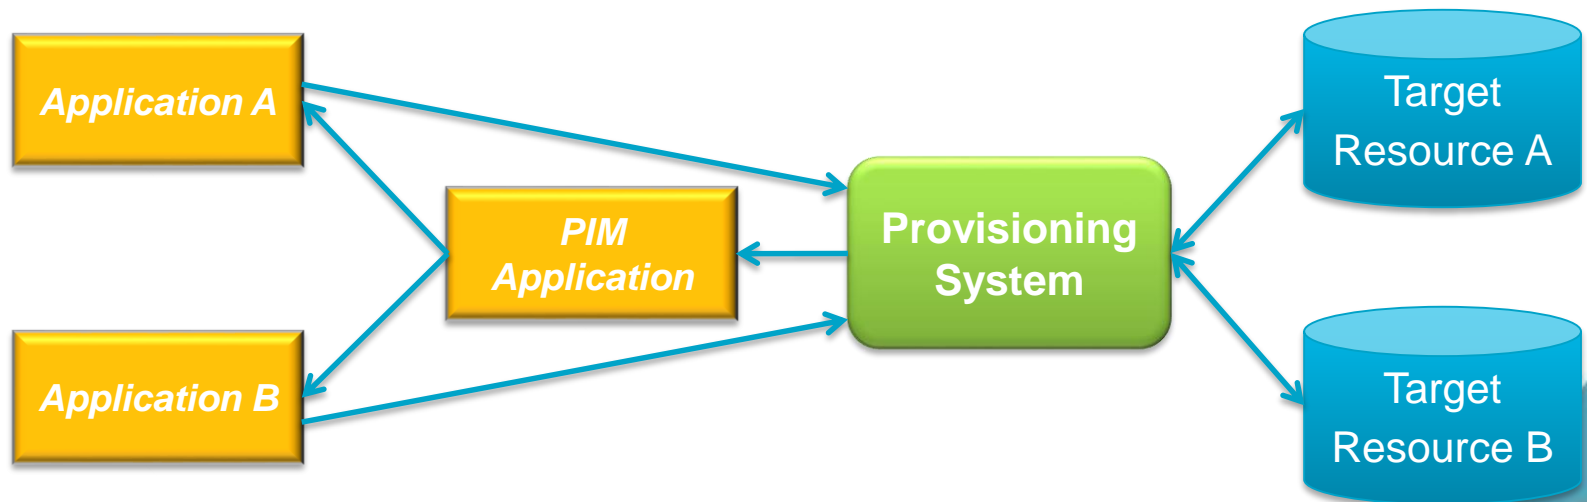 Application A
PIM
Application
Application B
Provisioning
System
Target
Resource A
Target
Resource B